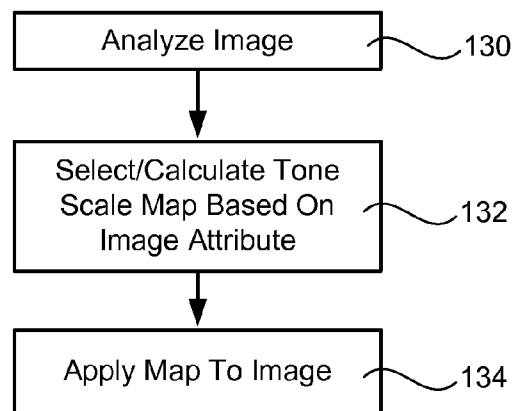 Analyze Image
130
Select/Calculate Tone
Scale Map Based On
Image Attribute
132
Apply Map To Image
134